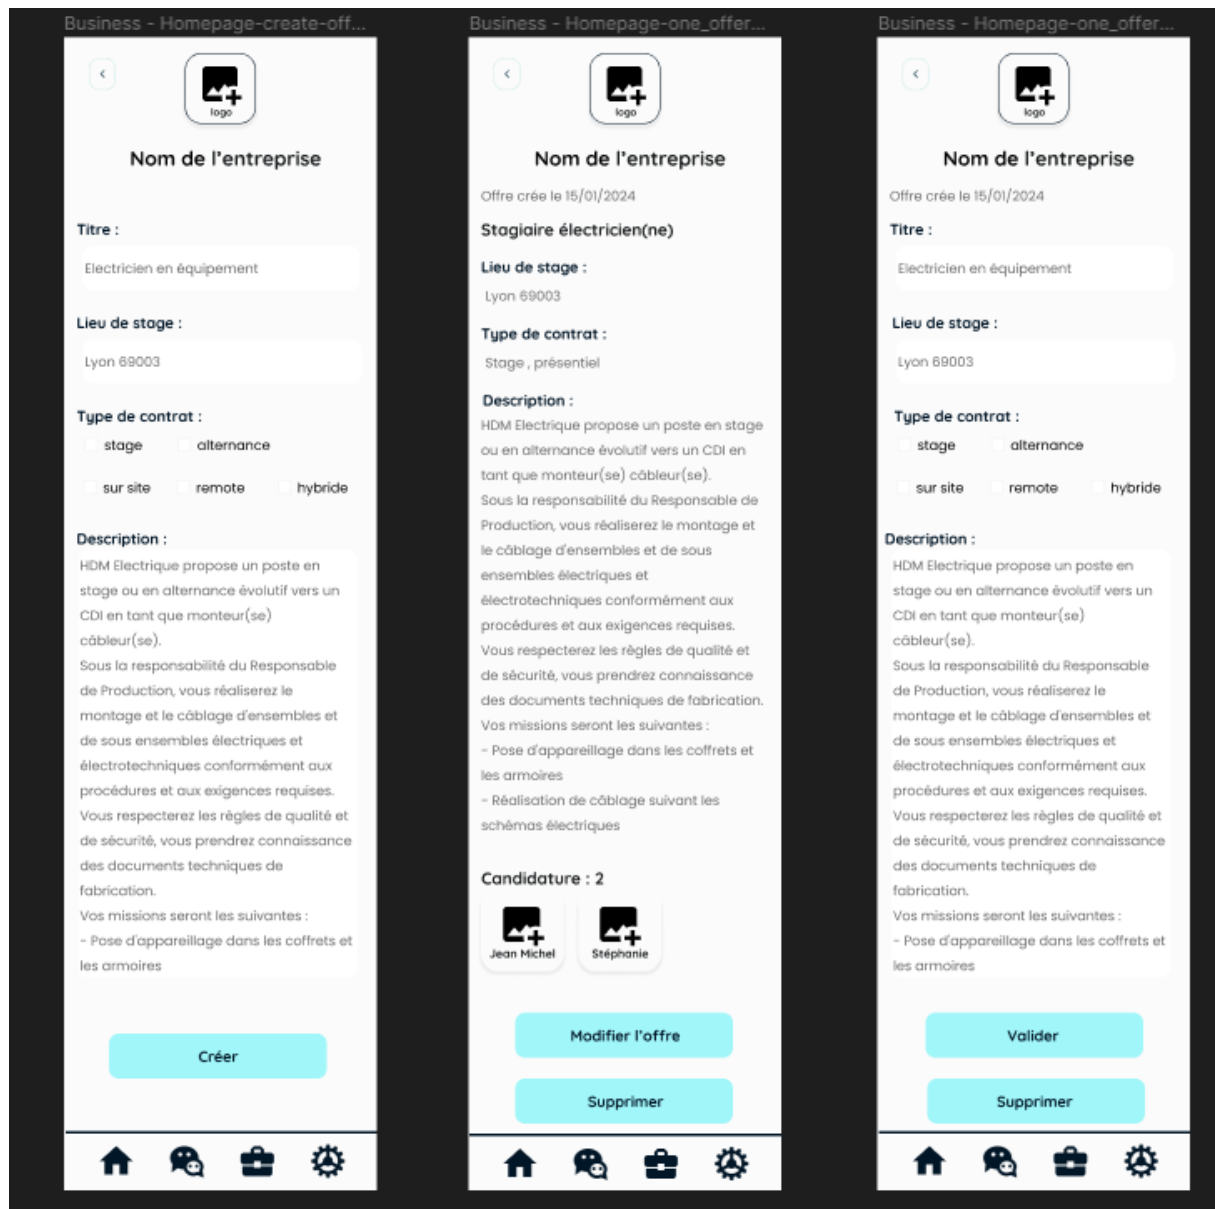 Business - Homepage-create-off...
<
logo
Nom de l'entreprise
Titre :
Electricien en équipement
Lieu de stage :
Lyon 69003
Type de contrat :
stage alternance
sur site remote hybride
Description :
HDM Electrique propose un poste en
stage ou en alternance évolutif vers un
CDI en tant que monteur(se)
câbleur(se).
Sous la responsabilité du Responsable
de Production, vous réaliserez le
montage et le câblage d'ensembles et
de sous ensembles électriques et
électrotechniques conformément aux
procédures et aux exigences requises.
Vous respecterez les règles de qualité et
de sécurité, vous prendrez connaissance
des documents techniques de
fabrication.
Vos missions seront les suivantes :
- Pose d'appareillage dans les coffrets et
les armoires
Créer
Business - Homepage-one_offer...
<
logo
Nom de l'entreprise
Offre crée le 15/01/2024
Stagiaire électricien(ne)
Lieu de stage :
Lyon 69003
Type de contrat :
Stage , présentiel
Description :
HDM Electrique propose un poste en stage
ou en alternance évolutif vers un CDI en
tant que monteur(se) câbleur(se).
Sous la responsabilité du Responsable de
Production, vous réaliserez le montage et
le câblage d'ensembles et de sous
ensembles électriques et
électrotechniques conformément aux
procédures et aux exigences requises.
Vous respecterez les règles de qualité et
de sécurité, vous prendrez connaissance
des documents techniques de fabrication.
Vos missions seront les suivantes :
- Pose d'appareillage dans les coffrets et
les armoires
- Réalisation de câblage suivant les
schémas électriques
Candidature : 2
Jean Michel Stéphanie
Modifier l'offre
Supprimer
Business - Homepage-one_offer...
<
logo
Nom de l'entreprise
Offre crée le 15/01/2024
Titre :
Electricien en équipement
Lieu de stage :
Lyon 69003
Type de contrat :
stage alternance
sur site remote hybride
Description :
HDM Electrique propose un poste en
stage ou en alternance évolutif vers un
CDI en tant que monteur(se)
câbleur(se).
Sous la responsabilité du Responsable
de Production, vous réaliserez le
montage et le câblage d'ensembles et
de sous ensembles électriques et
électrotechniques conformément aux
procédures et aux exigences requises.
Vous respecterez les règles de qualité et
de sécurité, vous prendrez connaissance
des documents techniques de
fabrication.
Vos missions seront les suivantes :
- Pose d'appareillage dans les coffrets et
les armoires
Valider
Supprimer